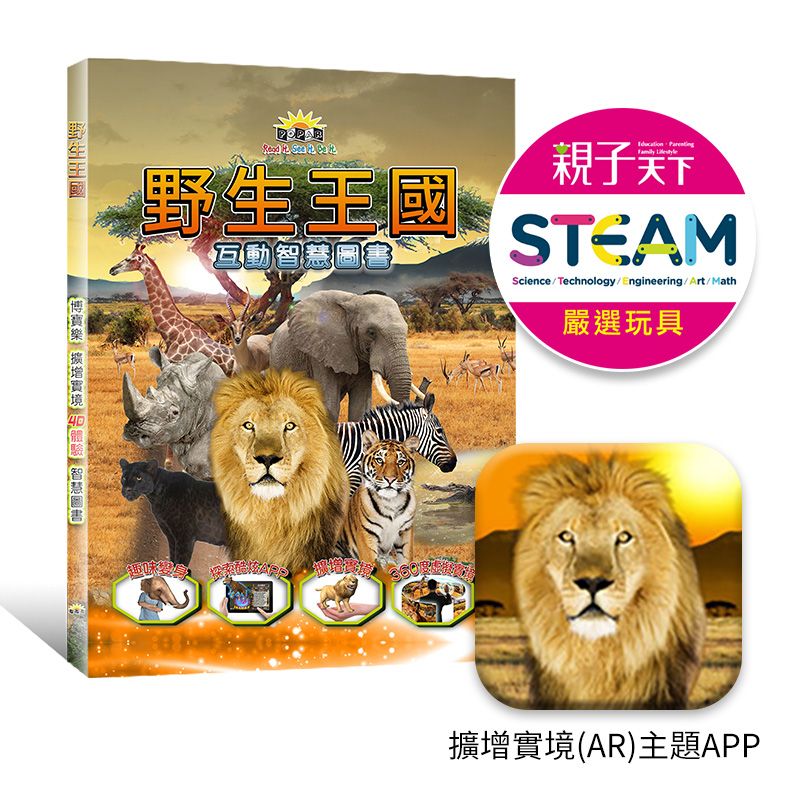 POPAR
Read it, See it, Be it.
野生王國
互動智慧圖書
野生王國
博寶樂 擴增實境 4D 體驗 智慧圖書
趣味變身
探索酷炫APP
擴增實境
360度虛擬實境
Education · Parenting
Family Lifestyle
親子天下
STEAM
Science/Technology/Engineering/Art/Math
嚴選玩具
擴增實境(AR)主題APP